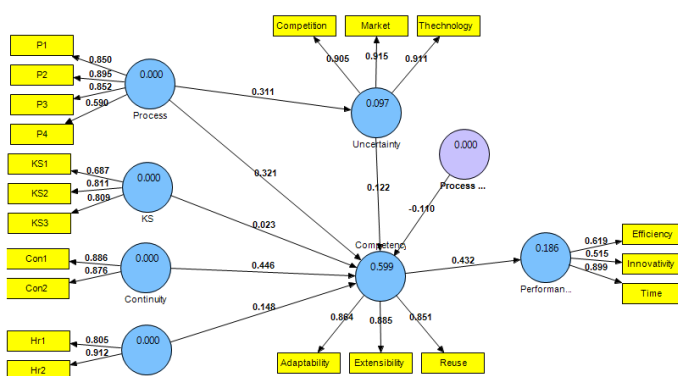 Competition
Market
Thechnology
0.905
0.915
0.911
P1
P2
P3
P4
0.850
0.895
0.852
0.590
0.000
Process
0.311
0.097
Uncertainty
0.000
Process ...
0.321
0.122
-0.110
KS1
KS2
KS3
0.687
0.811
0.809
0.000
KS
0.023
Con1
Con2
0.886
0.876
0.000
Continuity
0.446
Competency
0.599
0.432
0.186
Performan...
0.619
0.515
0.899
Efficiency
Innovativity
Time
Hr1
Hr2
0.805
0.912
0.000
0.148
0.864
0.885
0.851
Adaptability
Extensibility
Reuse